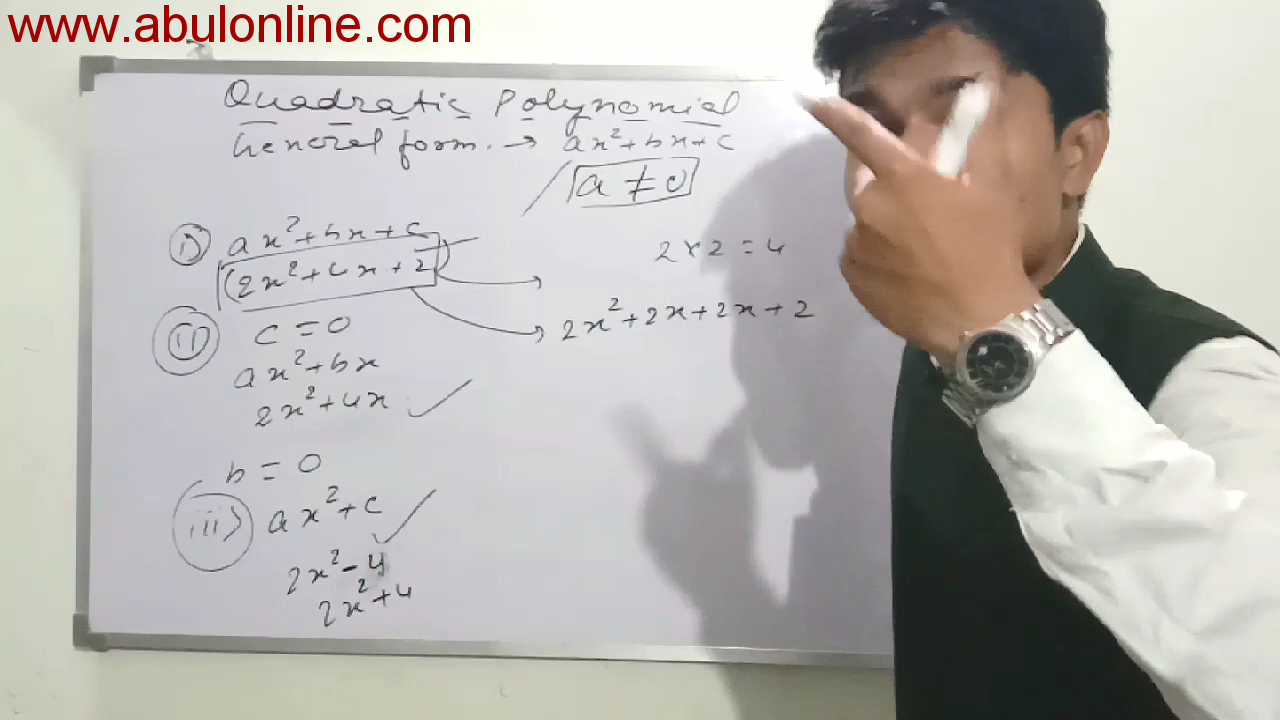 www.abulonline.com
Quadratic Polynomial
General form. → ax²+bx+c
a ≠ 0
i) ax²+bx+c
(2x²+4x+2)
2×2 = 4
2x²+2x+2x+2
(ii) c = 0
ax²+bx
2x²+4x
b = 0
iii) ax²+c
2x²-4
2x²+4